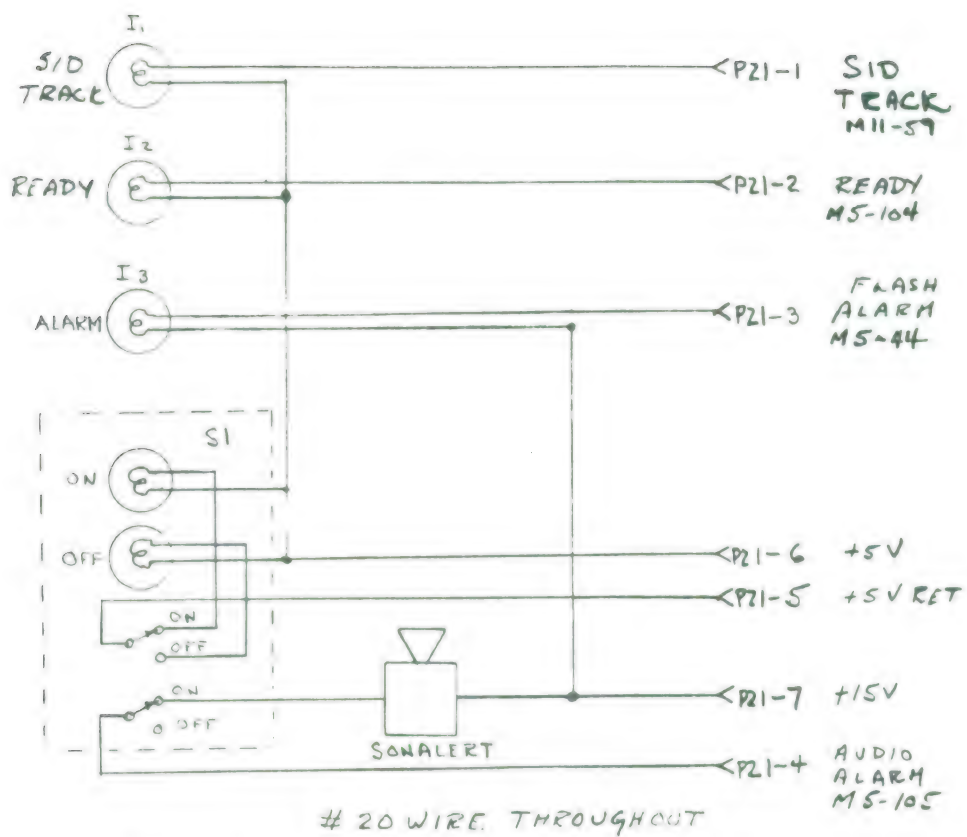 I1
SID
TRACK
P21-1
SID
TRACK
M11-59
I2
READY
P21-2
READY
M5-104
I3
ALARM
P21-3
FLASH
ALARM
M5-44
S1
ON
OFF
P21-6 +5V
P21-5 +5V RET
ON
OFF
ON
OFF
P21-7 +15V
SONALERT
P21-4
AUDIO
ALARM
M5-105
# 20 WIRE THROUGHOUT